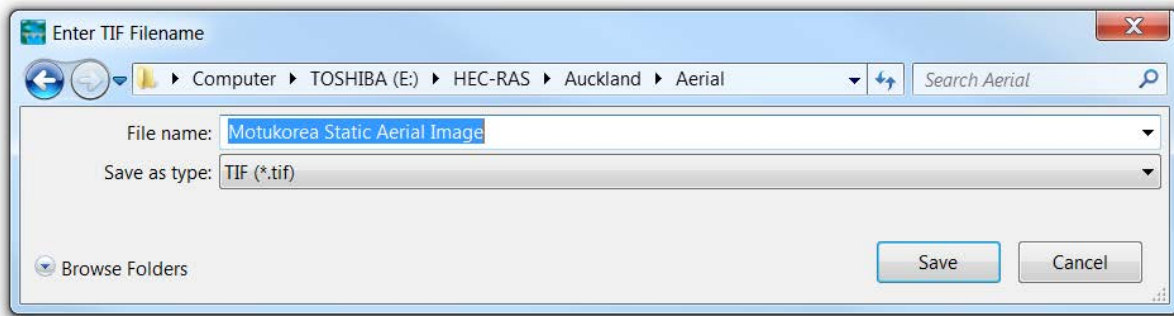 Enter TIF Filename
X
Computer ▸ TOSHIBA (E:) ▸ HEC-RAS ▸ Auckland ▸ Aerial Search Aerial
File name: Motukorea Static Aerial Image
Save as type: TIF (*.tif)
Browse Folders Save Cancel